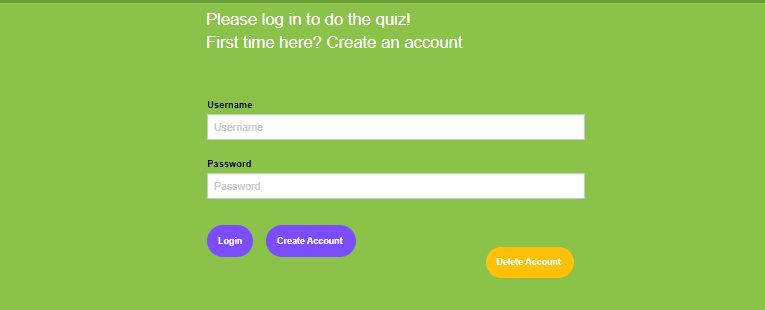 Please log in to do the quiz!
First time here? Create an account
Username
Username
Password
Password
Login Create Account
Delete Account